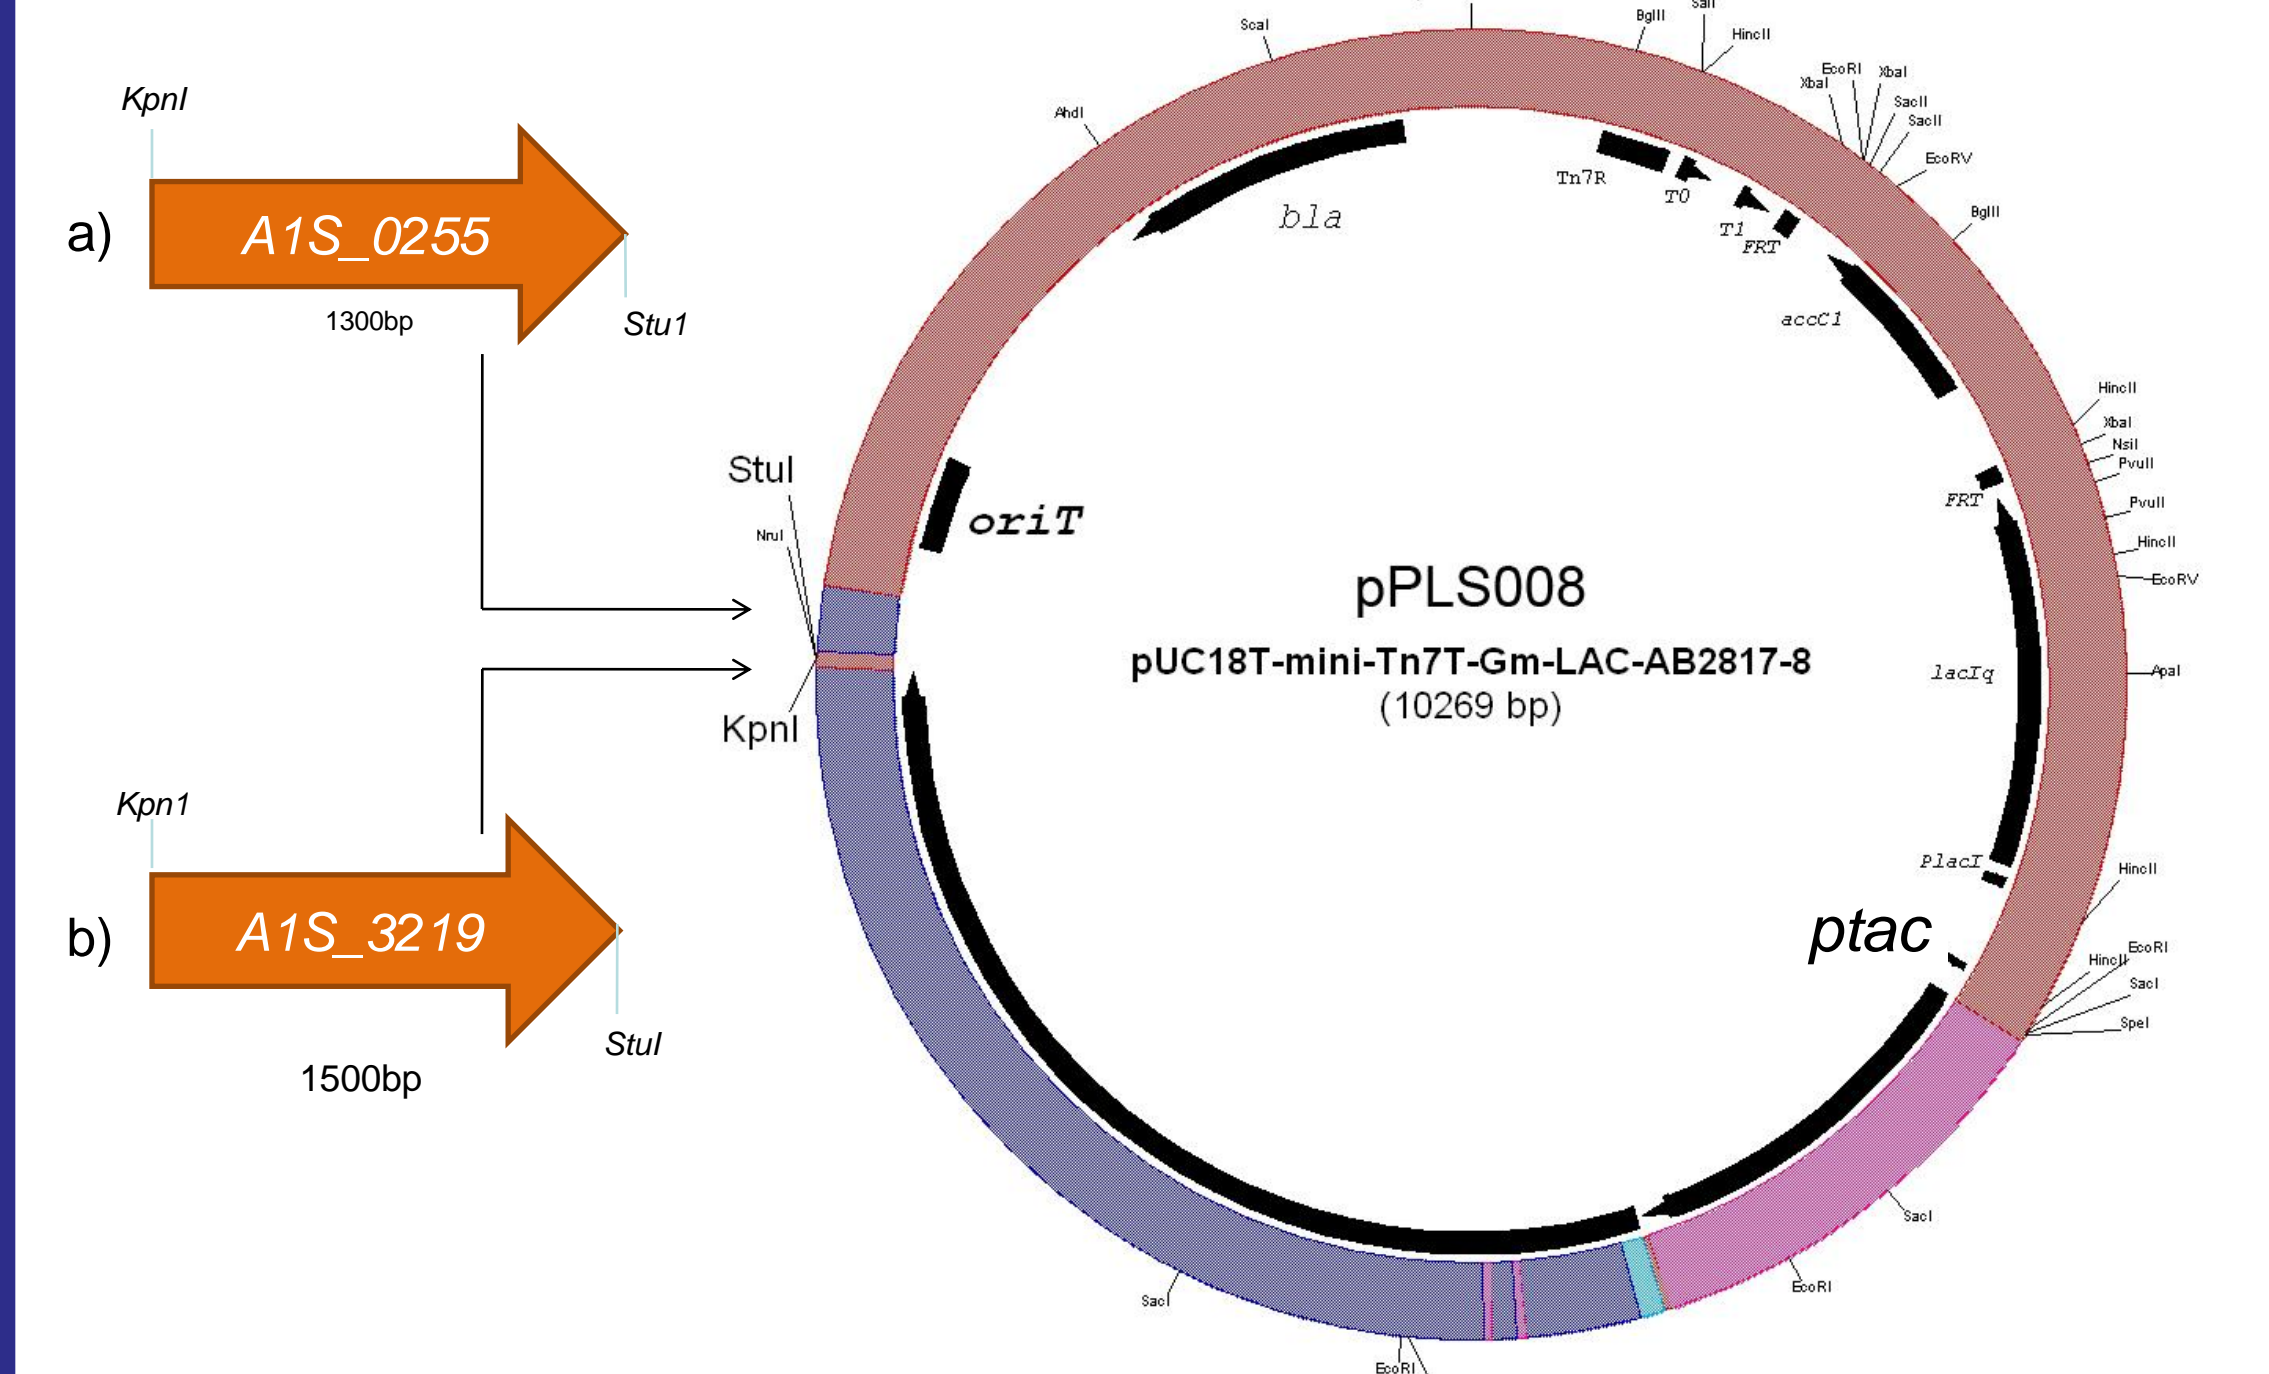 KpnI
a)
A1S_0255
1300bp
Stu1
Kpn1
b)
A1S_3219
1500bp
StuI
StuI
NruI
KpnI
AhdI
ScaI
BglII
SalI
HincII
XbaI
EcoRI
XbaI
SacII
SacII
EcoRV
BglII
HincII
XbaI
NsiI
PvuII
PvuII
HincII
EcoRV
ApaI
HincII
HincII
EcoRI
SacI
SpeI
SacI
EcoRI
EcoRI
SacI
bla
Tn7R
T0
T1
FRT
accC1
FRT
lacIq
PlacI
ptac
oriT
pPLS008
pUC18T-mini-Tn7T-Gm-LAC-AB2817-8
(10269 bp)